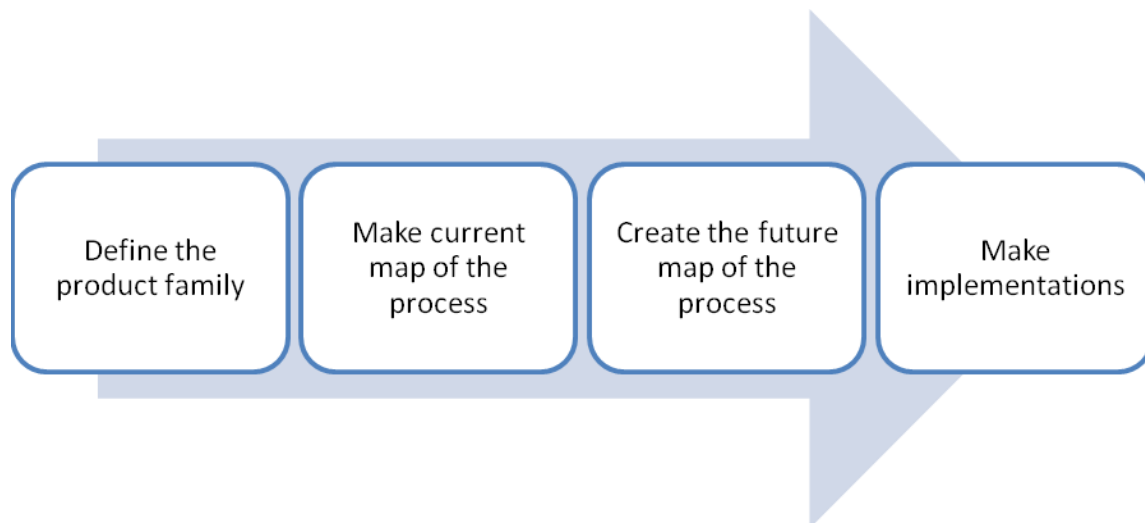 Define the
product family
Make current
map of the
process
Create the future
map of the
process
Make
implementations